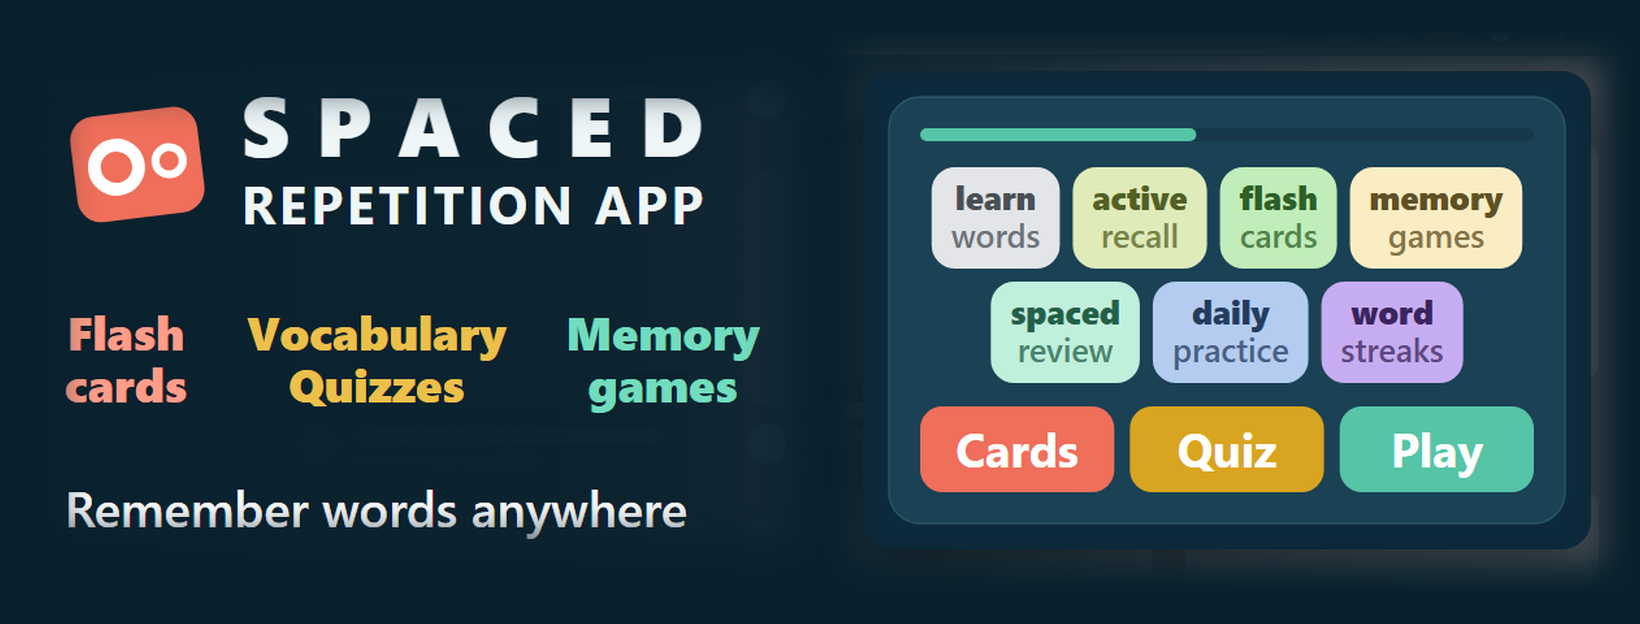 SPACED
REPETITION APP
Flash
cards
Vocabulary
Quizzes
Memory
games
Remember words anywhere
learn
words
active
recall
flash
cards
memory
games
spaced
review
daily
practice
word
streaks
Cards
Quiz
Play